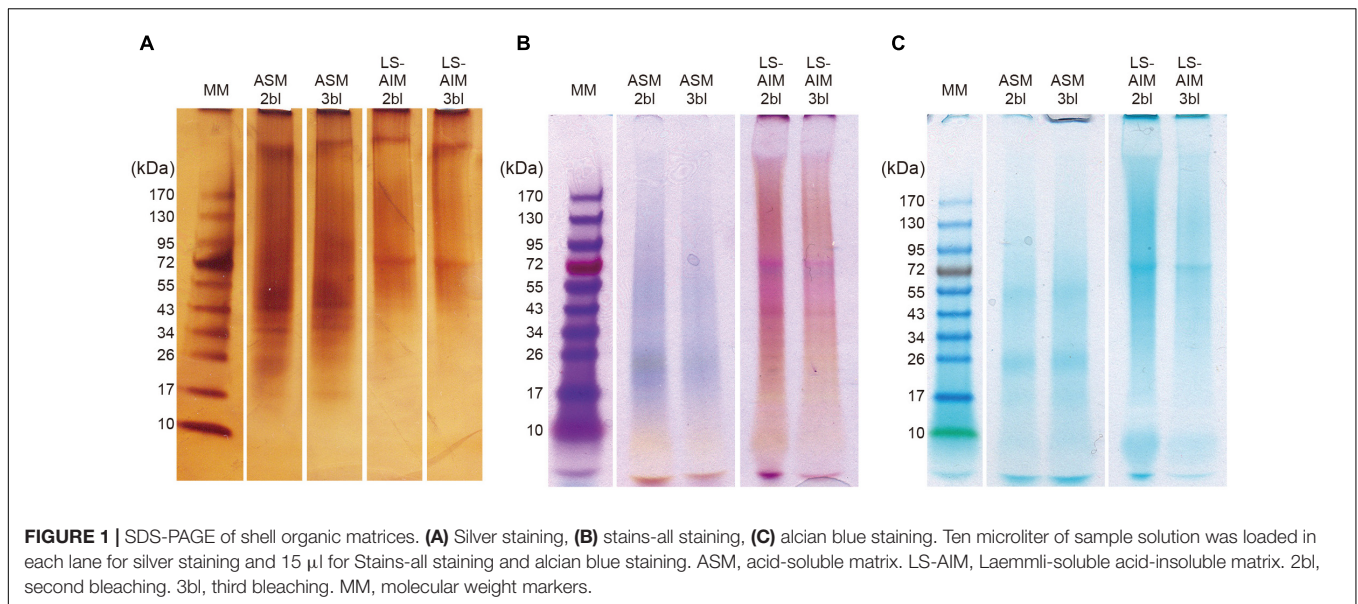 A
B
C
MM
ASM
2bl
ASM
3bl
LS-
AIM
2bl
LS-
AIM
3bl
(kDa)
170
130
95
72
55
43
34
26
17
10
MM
ASM
2bl
ASM
3bl
LS-
AIM
2bl
LS-
AIM
3bl
(kDa)
170
130
95
72
55
43
34
26
17
10
MM
ASM
2bl
ASM
3bl
LS-
AIM
2bl
LS-
AIM
3bl
(kDa)
170
130
95
72
55
43
34
26
17
10
FIGURE 1 | SDS-PAGE of shell organic matrices. (A) Silver staining, (B) stains-all staining, (C) alcian blue staining. Ten microliter of sample solution was loaded in
each lane for silver staining and 15 μl for Stains-all staining and alcian blue staining. ASM, acid-soluble matrix. LS-AIM, Laemmli-soluble acid-insoluble matrix. 2bl,
second bleaching. 3bl, third bleaching. MM, molecular weight markers.